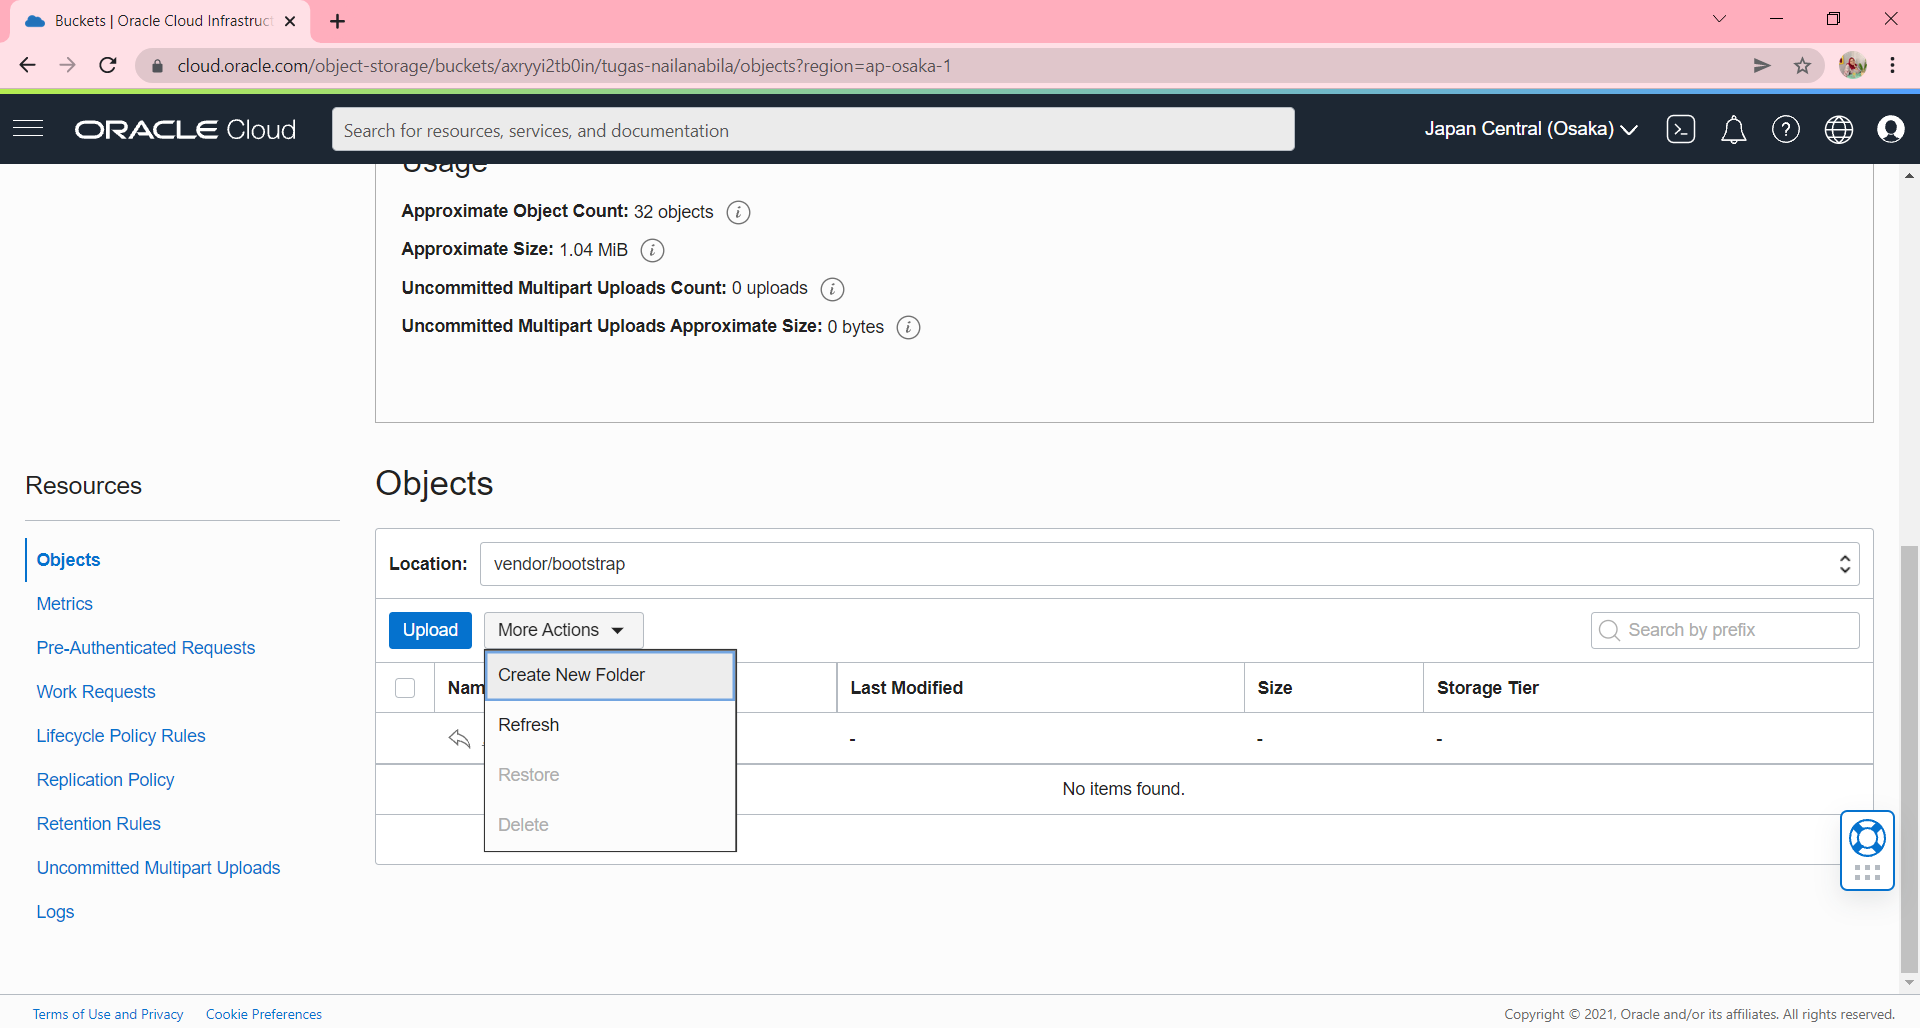 Buckets | Oracle Cloud Infrastruct
cloud.oracle.com/object-storage/buckets/axryyi2tb0in/tugas-nailanabila/objects?region=ap-osaka-1
ORACLE Cloud
Search for resources, services, and documentation
Japan Central (Osaka)
Usage
Approximate Object Count: 32 objects
Approximate Size: 1.04 MiB
Uncommitted Multipart Uploads Count: 0 uploads
Uncommitted Multipart Uploads Approximate Size: 0 bytes
Resources
Objects
Metrics
Pre-Authenticated Requests
Work Requests
Lifecycle Policy Rules
Replication Policy
Retention Rules
Uncommitted Multipart Uploads
Logs
Objects
Location: vendor/bootstrap
Upload More Actions Search by prefix
Create New Folder
Refresh
Restore
Delete
Nam Last Modified Size Storage Tier
- - -
No items found.
Terms of Use and Privacy Cookie Preferences Copyright © 2021, Oracle and/or its affiliates. All rights reserved.